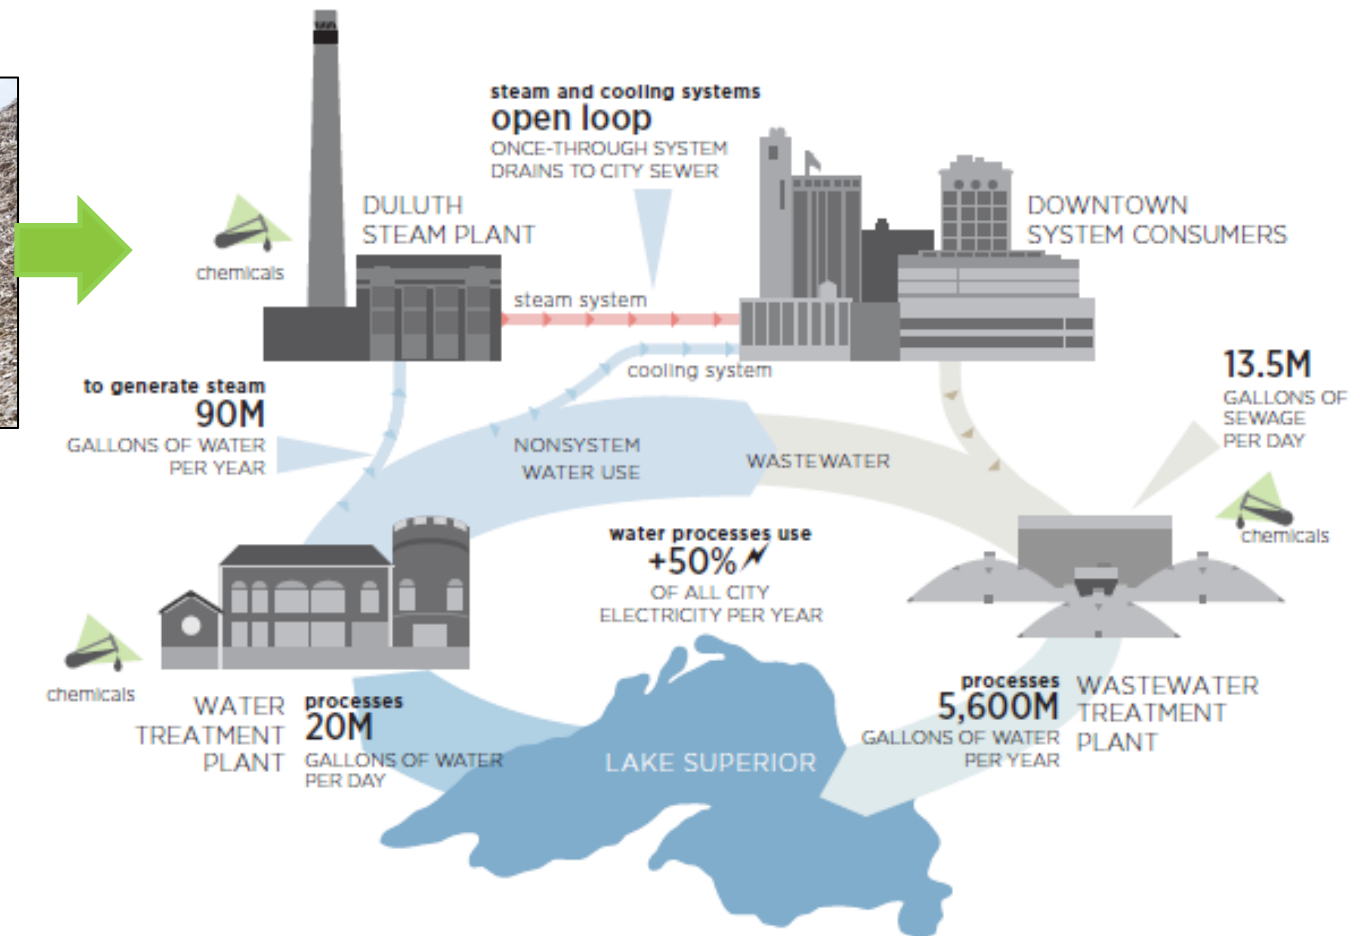 steam and cooling systems
open loop
ONCE-THROUGH SYSTEM
DRAINS TO CITY SEWER
DULUTH
STEAM PLANT
DOWNTOWN
SYSTEM CONSUMERS
chemicals
steam system
cooling system
to generate steam
90M
GALLONS OF WATER
PER YEAR
13.5M
GALLONS OF
SEWAGE
PER DAY
NONSYSTEM
WATER USE
WASTEWATER
water processes use
+50%
OF ALL CITY
ELECTRICITY PER YEAR
chemicals
chemicals
WATER
TREATMENT
PLANT
processes
20M
GALLONS OF WATER
PER DAY
LAKE SUPERIOR
processes
5,600M
GALLONS OF WATER
PER YEAR
WASTEWATER
TREATMENT
PLANT